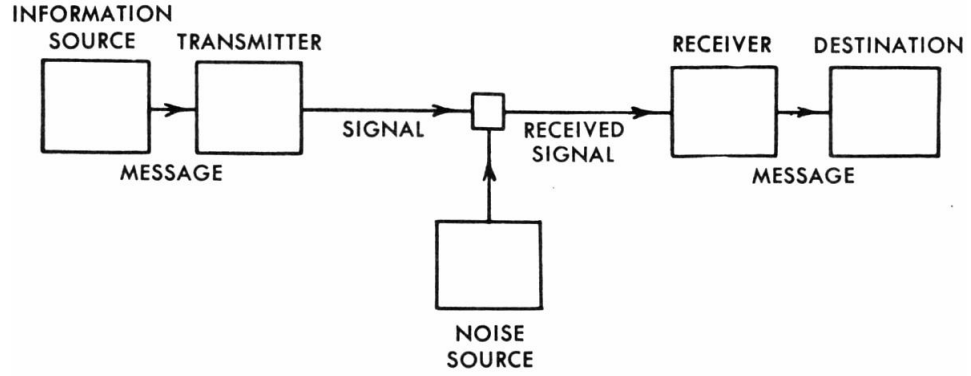 INFORMATION
SOURCE
TRANSMITTER
RECEIVER
DESTINATION
SIGNAL
RECEIVED
SIGNAL
MESSAGE
MESSAGE
NOISE
SOURCE